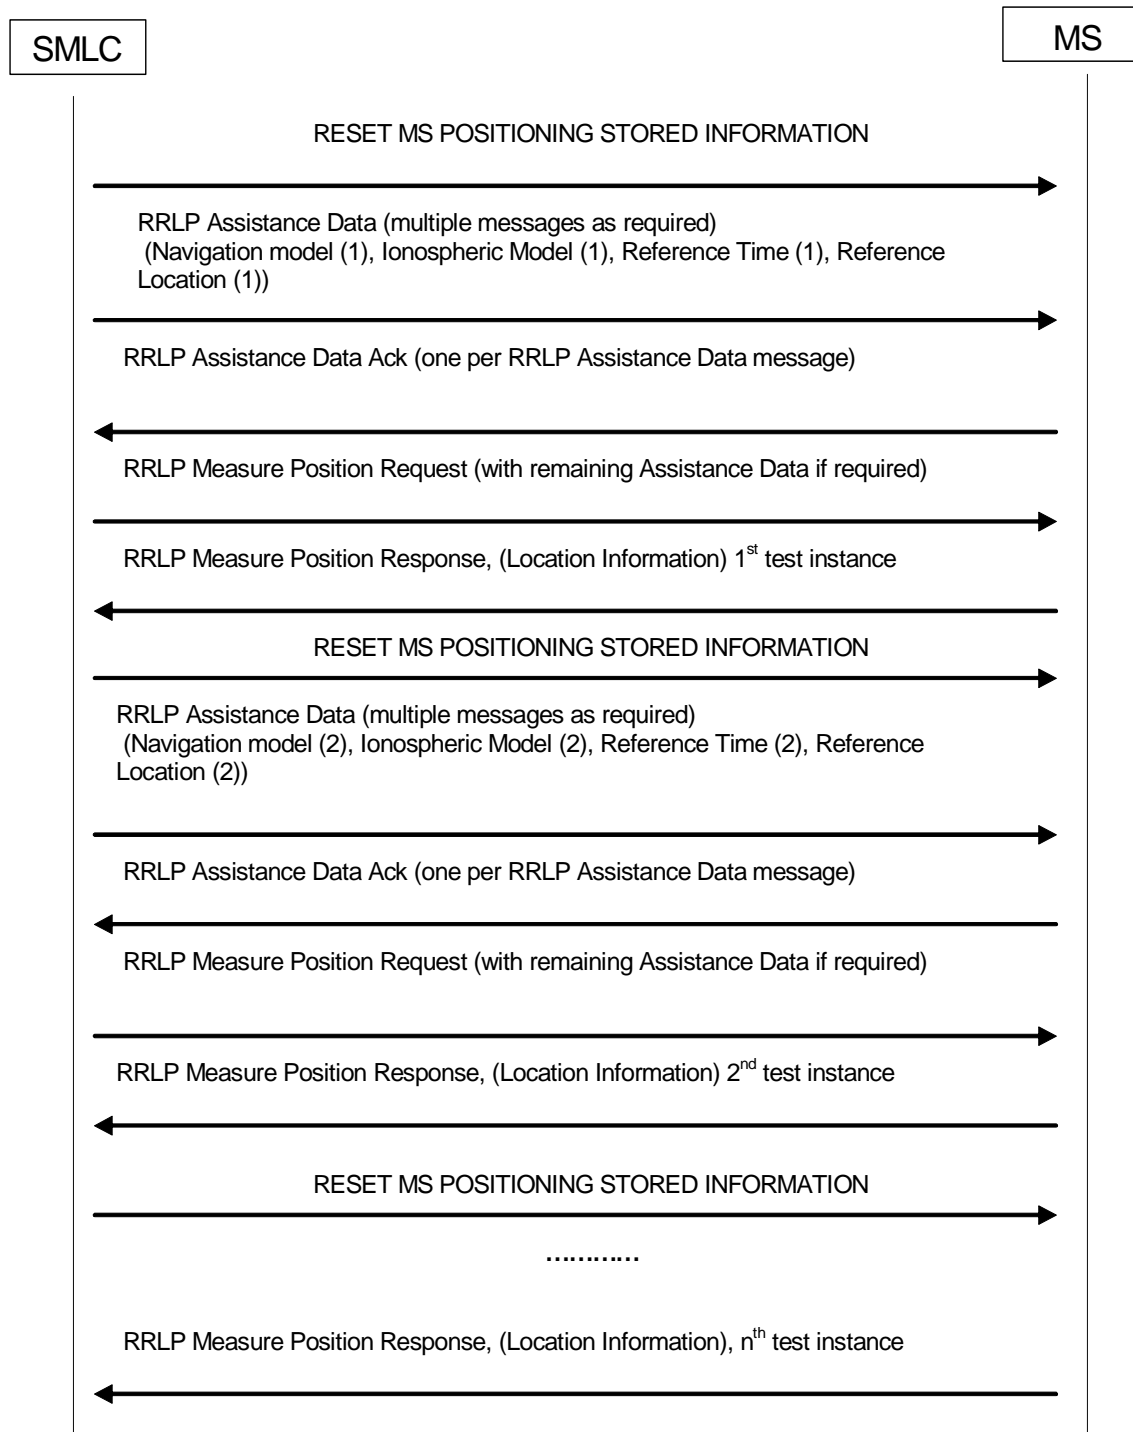 SMLC
MS
RESET MS POSITIONING STORED INFORMATION
RRLP Assistance Data (multiple messages as required)
(Navigation model (1), Ionospheric Model (1), Reference Time (1), Reference
Location (1))
RRLP Assistance Data Ack (one per RRLP Assistance Data message)
RRLP Measure Position Request (with remaining Assistance Data if required)
RRLP Measure Position Response, (Location Information) 1st test instance
RESET MS POSITIONING STORED INFORMATION
RRLP Assistance Data (multiple messages as required)
(Navigation model (2), Ionospheric Model (2), Reference Time (2), Reference
Location (2))
RRLP Assistance Data Ack (one per RRLP Assistance Data message)
RRLP Measure Position Request (with remaining Assistance Data if required)
RRLP Measure Position Response, (Location Information) 2nd test instance
RESET MS POSITIONING STORED INFORMATION
…………
RRLP Measure Position Response, (Location Information), nth test instance